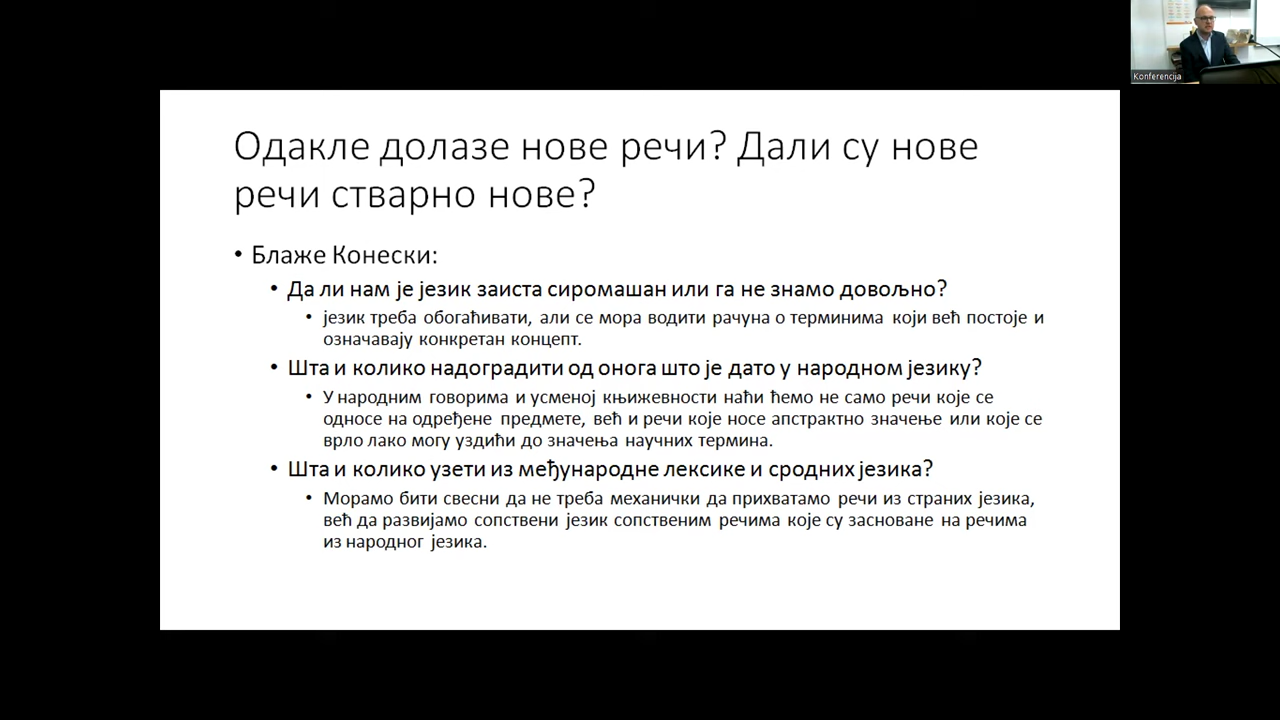 Konferencija
Одакле долазе нове речи? Дали су нове
речи стварно нове?
• Блаже Конески:
• Да ли нам је језик заиста сиромашан или га не знамо довољно?
• језик треба обогаћивати, али се мора водити рачуна о терминима који већ постоје и
означавају конкретан концепт.
• Шта и колико надоградити од онога што је дато у народном језику?
• У народним говорима и усменој књижевности наћи ћемо не само речи које се
односе на одређене предмете, већ и речи које носе апстрактно значење или које се
врло лако могу уздићи до значења научних термина.
• Шта и колико узети из међународне лексике и сродних језика?
• Морамо бити свесни да не треба механички да прихватамо речи из страних језика,
већ да развијамо сопствени језик сопственим речима које су засноване на речима
из народног језика.